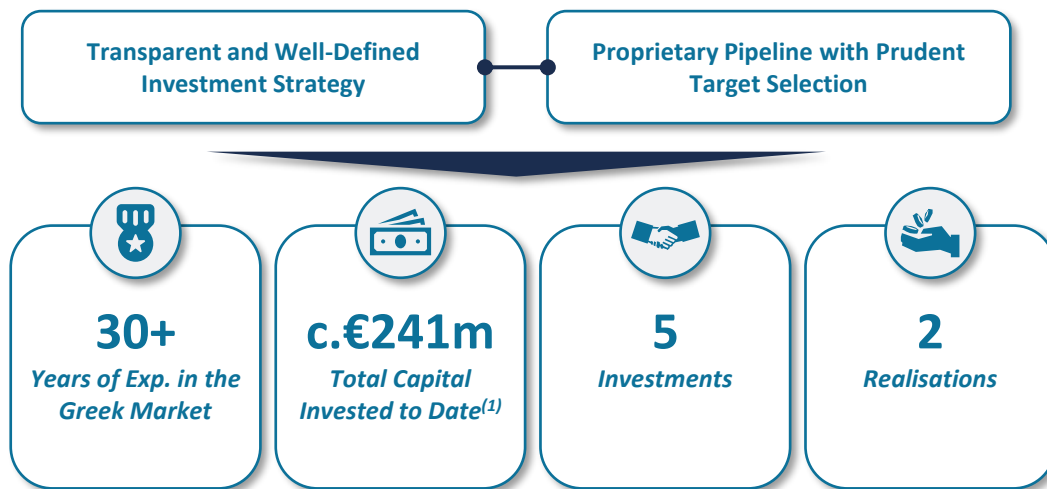 Transparent and Well-Defined
Investment Strategy
Proprietary Pipeline with Prudent
Target Selection
30+
Years of Exp. in the
Greek Market
c.€241m
Total Capital
Invested to Date(1)
5
Investments
2
Realisations